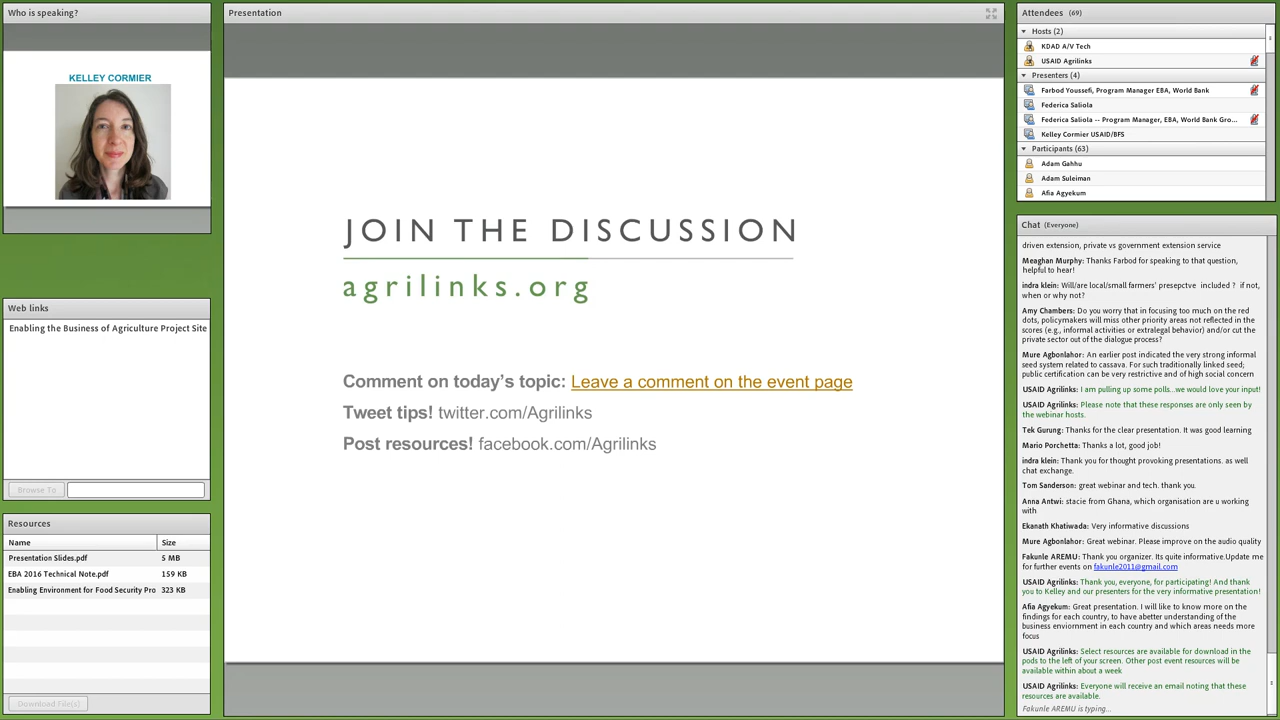 Who is speaking?
KELLEY CORMIER
Web links
Enabling the Business of Agriculture Project Site
Browse To
Resources
Name Size
Presentation Slides.pdf 5 MB
EBA 2016 Technical Note.pdf 159 KB
Enabling Environment for Food Security Pro 323 KB
Download File(s)
Presentation
JOIN THE DISCUSSION
agrilinks.org
Comment on today's topic: Leave a comment on the event page
Tweet tips! twitter.com/Agrilinks
Post resources! facebook.com/Agrilinks
Attendees (69)
Hosts (2)
KDAD A/V Tech
USAID Agrilinks
Presenters (4)
Farbod Youssefi, Program Manager EBA, World Bank
Federica Saliola
Federica Saliola -- Program Manager, EBA, World Bank Gro...
Kelley Cormier USAID/BFS
Participants (63)
Adam Gahhu
Adam Suleiman
Afia Agyekum
Chat (Everyone)
driven extension, private vs government extension service
Meaghan Murphy: Thanks Farbod for speaking to that question,
helpful to hear!
indra klein: Will/are local/small farmers' presepctve included ? if not,
when or why not?
Amy Chambers: Do you worry that in focusing too much on the red
dots, policymakers will miss other priority areas not reflected in the
scores (e.g., informal activities or extralegal behavior) and/or cut the
private sector out of the dialogue process?
Mure Agbonlahor: An earlier post indicated the very strong informal
seed system related to casava. For such traditionally linked seed;
public certification can be very restrictive and of high social concern
USAID Agrilinks: I am pulling up some polls...we would love your input!
USAID Agrilinks: Please note that these responses are only seen by
the webinar hosts.
Tek Gurung: Thanks for the clear presentation. It was good learning
Mario Porchetta: Thanks a lot, good job!
indra klein: Thank you for thought provoking presentations. as well
chat exchange.
Tom Sanderson: great webinar and tech. thank you.
Anna Antwi: stacie from Ghana, which organisation are u working
with
Ekanath Khatiwada: Very informative discussions
Mure Agbonlahor: Great webinar. Please improve on the audio quality
Fakunle AREMU: Thank you organizer. Its quite informative.Update me
for further events on fakunle2011@gmail.com
USAID Agrilinks: Thank you, everyone, for participating! And thank
you to Kelley and our presenters for the very informative presentation!
Afia Agyekum: Great presentation. I will like to know more on the
findings for each country, to have abetter understanding of the
business enviornment in each country and which areas needs more
focus
USAID Agrilinks: Select resources are available for download in the
pods to the left of your screen. Other post event resources will be
available within about a week
USAID Agrilinks: Everyone will receive an email noting that these
resources are available.
Fakunle AREMU is typing...